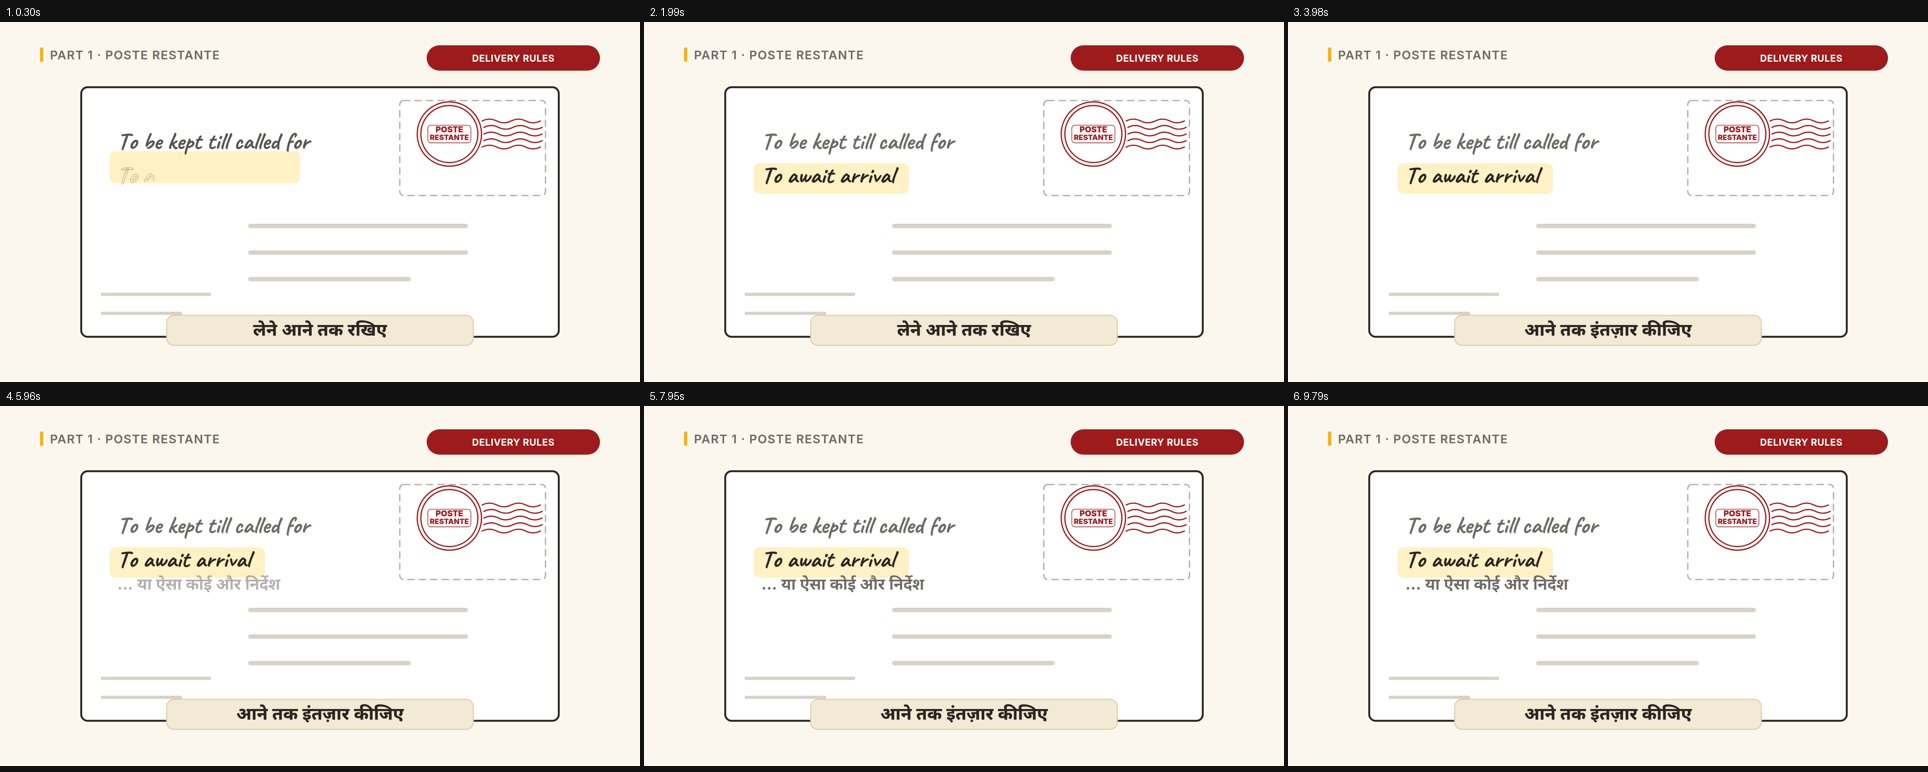 1. 0.30s
PART 1 · POSTE RESTANTE
DELIVERY RULES
To be kept till called for
To a
POSTE
RESTANTE
लेने आने तक रखिए
2. 1.99s
PART 1 · POSTE RESTANTE
DELIVERY RULES
To be kept till called for
To await arrival
POSTE
RESTANTE
लेने आने तक रखिए
3. 3.98s
PART 1 · POSTE RESTANTE
DELIVERY RULES
To be kept till called for
To await arrival
POSTE
RESTANTE
आने तक इंतज़ार कीजिए
4. 5.96s
PART 1 · POSTE RESTANTE
DELIVERY RULES
To be kept till called for
To await arrival
... या ऐसा कोई और निर्देश
POSTE
RESTANTE
आने तक इंतज़ार कीजिए
5. 7.95s
PART 1 · POSTE RESTANTE
DELIVERY RULES
To be kept till called for
To await arrival
... या ऐसा कोई और निर्देश
POSTE
RESTANTE
आने तक इंतज़ार कीजिए
6. 9.79s
PART 1 · POSTE RESTANTE
DELIVERY RULES
To be kept till called for
To await arrival
... या ऐसा कोई और निर्देश
POSTE
RESTANTE
आने तक इंतज़ार कीजिए